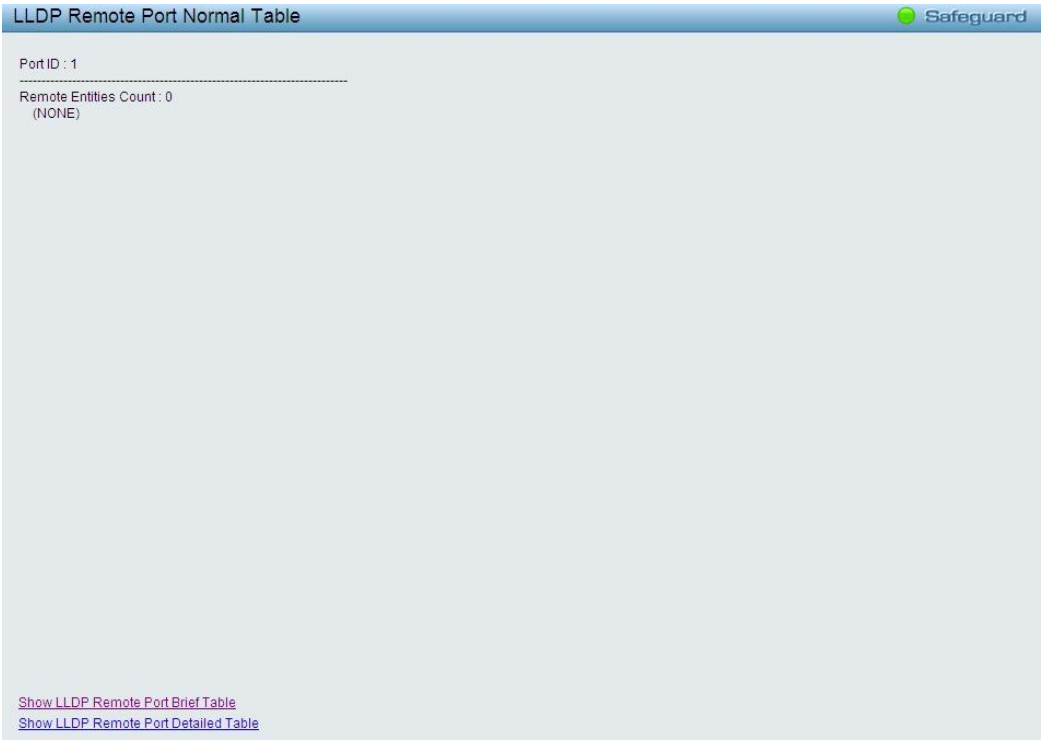 LLDP Remote Port Normal Table
Safeguard
Port ID : 1
--------------------------------------------------------------------------------
Remote Entities Count : 0
(NONE)
Show LLDP Remote Port Brief Table
Show LLDP Remote Port Detailed Table